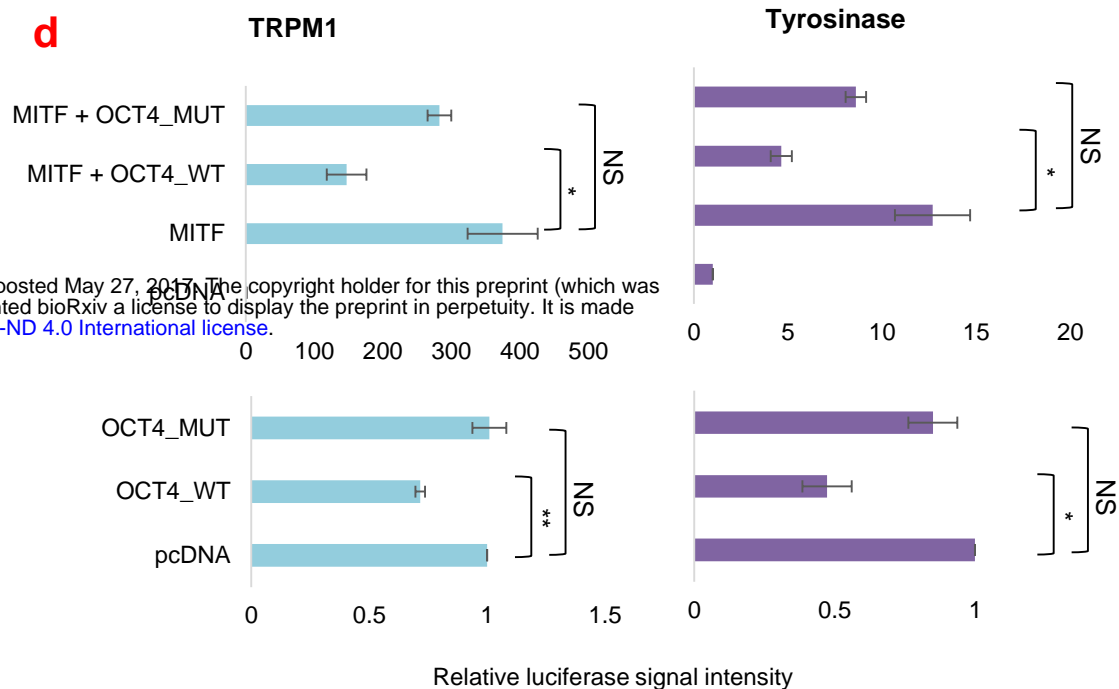 d
TRPM1
Tyrosinase
MITF + OCT4_MUT
MITF + OCT4_WT
MITF
pcDNA
NS
*
NS
*
posted May 27, 2017. The copyright holder for this preprint (which was
nted bioRxiv a license to display the preprint in perpetuity. It is made
-ND 4.0 International license.
0 100 200 300 400 500
0 5 10 15 20
OCT4_MUT
OCT4_WT
pcDNA
NS
**
NS
*
0 0.5 1 1.5
0 0.5 1
Relative luciferase signal intensity